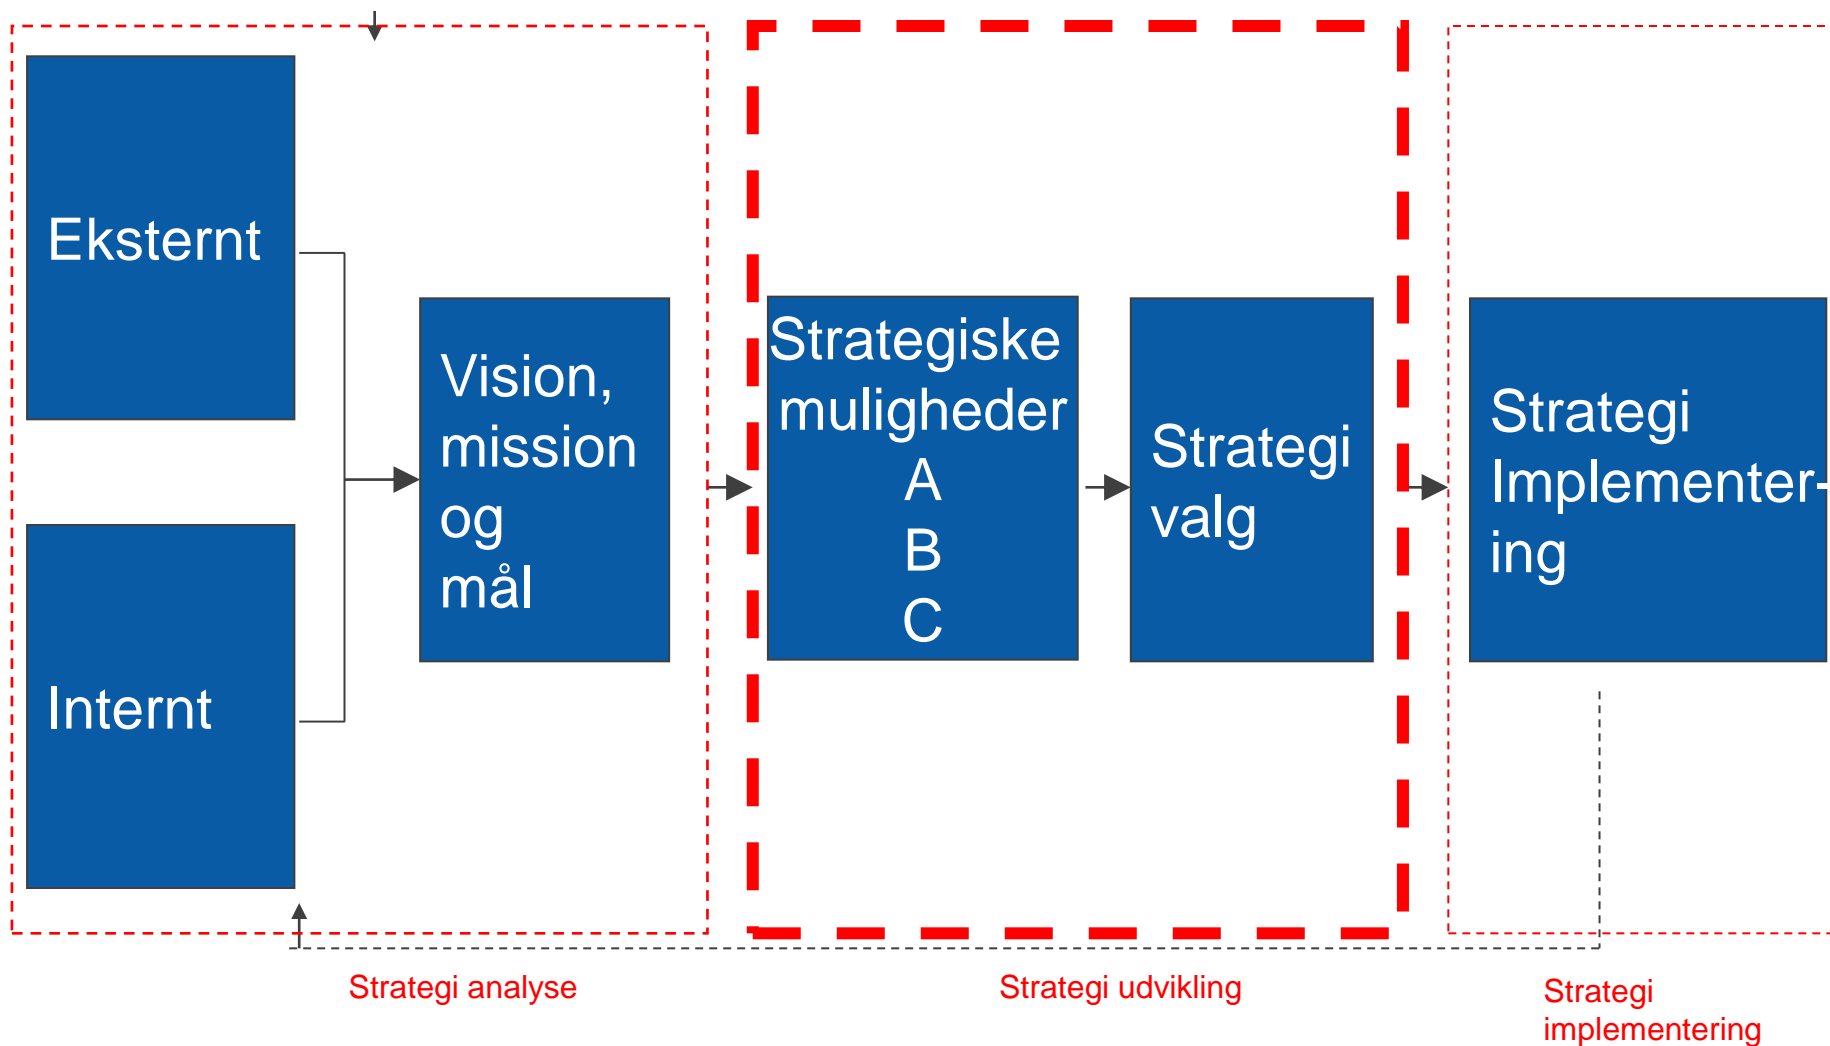 Eksternt
Internt
Vision,
mission
og
mål
Strategiske
muligheder
A
B
C
Strategi
valg
Strategi
Implementer-
ing
Strategi analyse
Strategi udvikling
Strategi
implementering